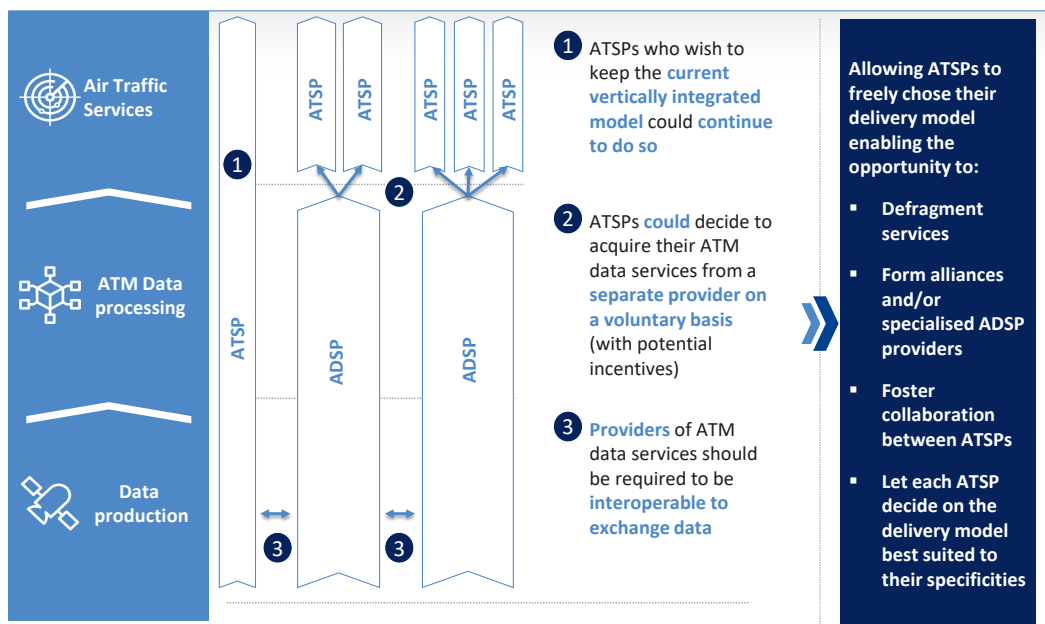 Air Traffic
Services
ATM Data
processing
Data
production
ATSP
ATSP
ATSP
ATSP
ATSP
ATSP
ADSP
ADSP
1
2
3
3
1
ATSPs who wish to
keep the current
vertically integrated
model could continue
to do so
2
ATSPs could decide to
acquire their ATM
data services from a
separate provider on
a voluntary basis
(with potential
incentives)
3
Providers of ATM
data services should
be required to be
interoperable to
exchange data
Allowing ATSPs to
freely chose their
delivery model
enabling the
opportunity to:
▪ Defragment
services
▪ Form alliances
and/or
specialised ADSP
providers
▪ Foster
collaboration
between ATSPs
▪ Let each ATSP
decide on the
delivery model
best suited to
their specificities